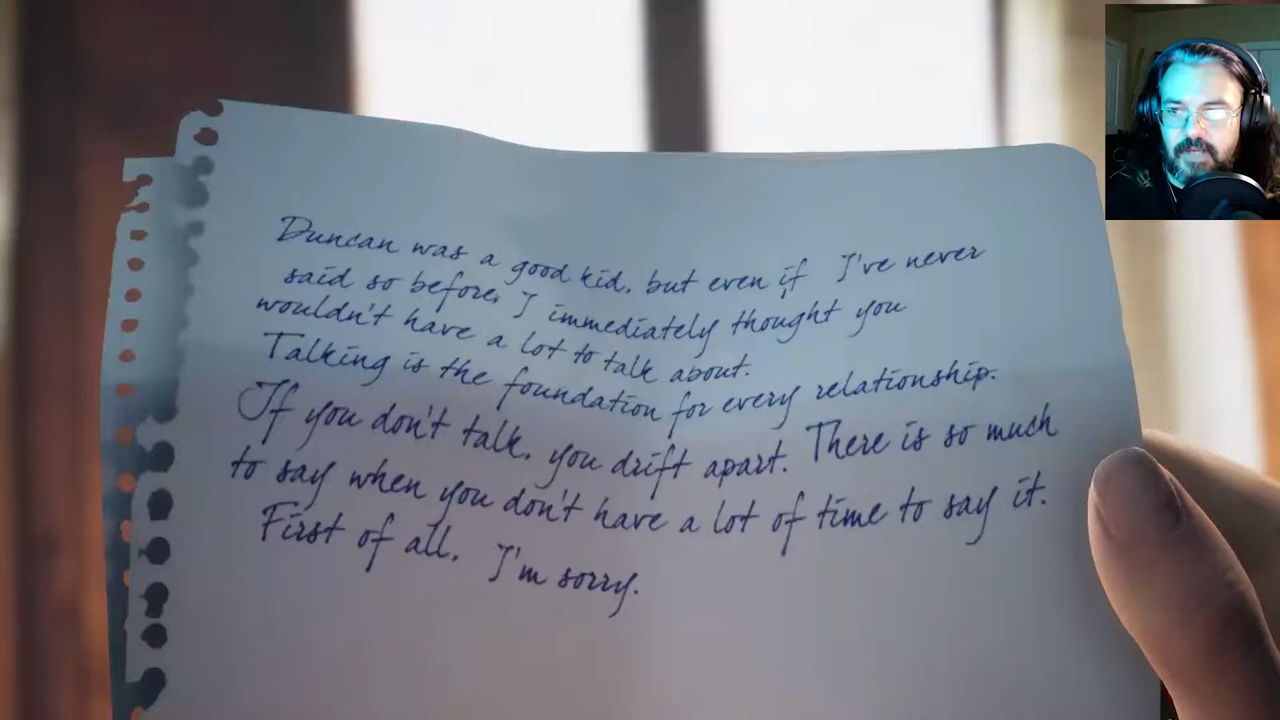 Duncan was a good kid, but even if I've never
said so before, I immediately thought you
wouldn't have a lot to talk about.
Talking is the foundation for every relationship.
If you don't talk, you drift apart. There is so much
to say when you don't have a lot of time to say it.
First of all, I'm sorry.